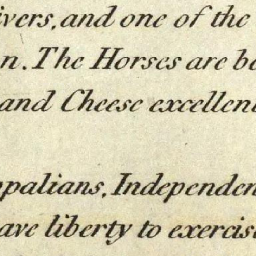 ivers, and one of the
n. The Horses are be
and Cheese excellen
opalians, Independen
ave liberty to exercis